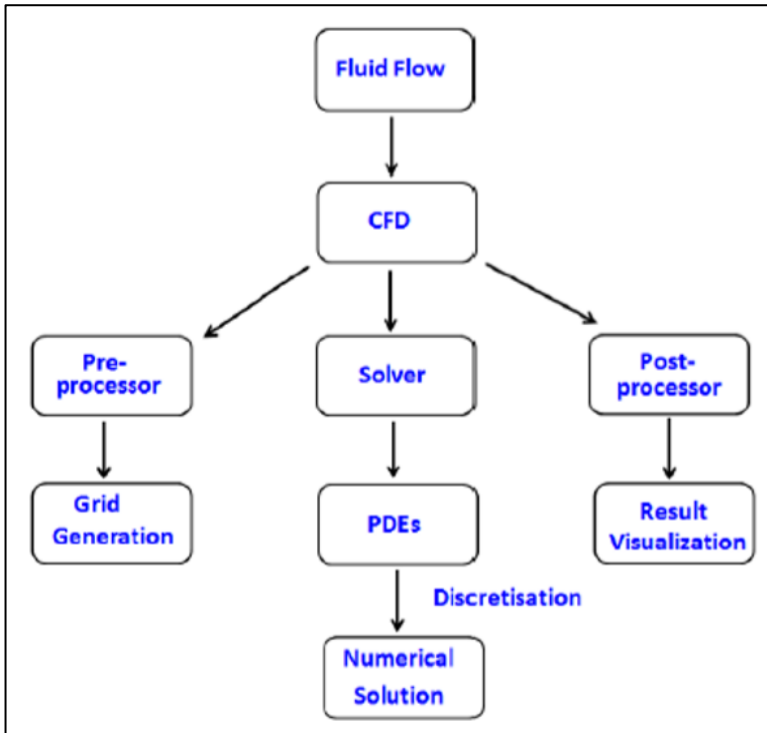 Fluid Flow
CFD
Pre-
processor
Solver
Post-
processor
Grid
Generation
PDEs
Result
Visualization
Discretisation
Numerical
Solution